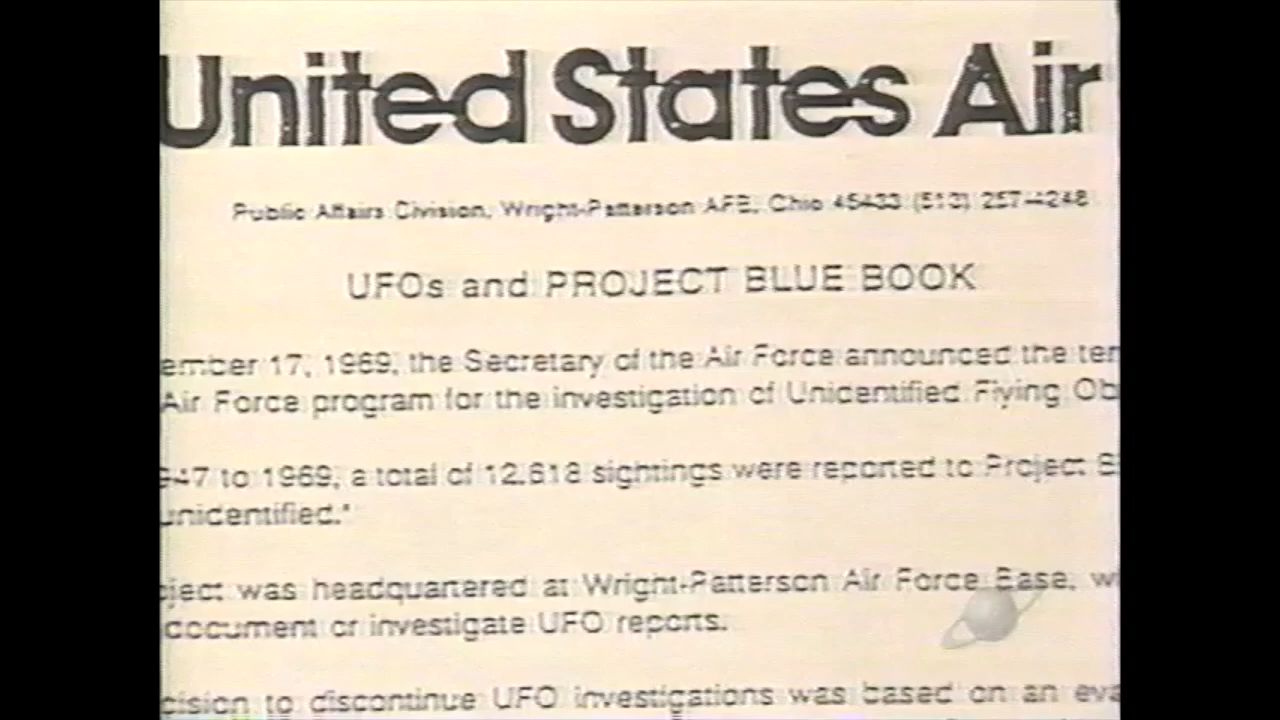 United States Air
Public Affairs Division, Wright-Patterson AFB, Ohio 45433 (513) 257-4248
UFOs and PROJECT BLUE BOOK
ember 17, 1969, the Secretary of the Air Force announced the ter
Air Force program for the investigation of Unidentified Flying Ob
947 to 1969, a total of 12,618 sightings were reported to Project B
unidentified."
oject was headquartered at Wright-Patterson Air Force Base, w
document or investigate UFO reports.
cision to discontinue UFO investigations was based on an eva